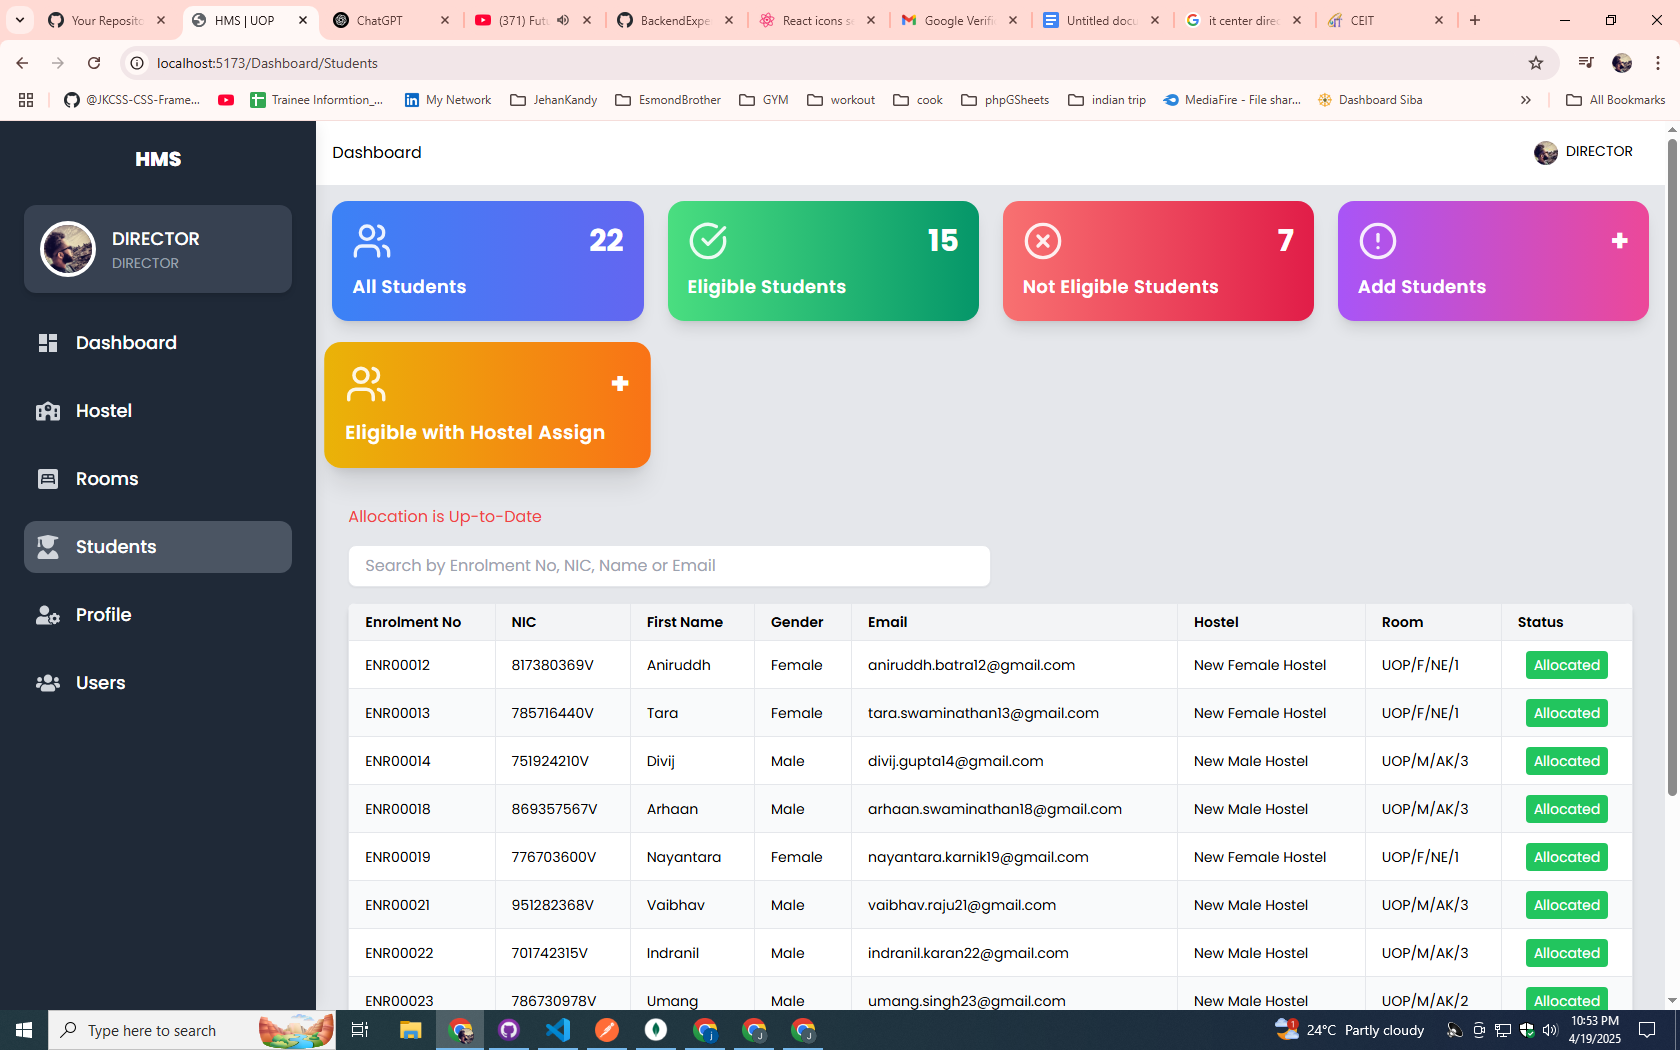 Your Reposito
HMS | UOP
ChatGPT
(371) Futu
BackendExpe
React icons se
Google Verific
Untitled docu
it center direc
CEIT
localhost:5173/Dashboard/Students
@JKCSS-CSS-Frame...
Trainee Informtion_...
My Network
JehanKandy
EsmondBrother
GYM
workout
cook
phpGSheets
indian trip
MediaFire - File shar...
Dashboard Siba
»
All Bookmarks
HMS
DIRECTOR
DIRECTOR
Dashboard
Hostel
Rooms
Students
Profile
Users
Dashboard
DIRECTOR
22
All Students
15
Eligible Students
7
Not Eligible Students
+
Add Students
+
Eligible with Hostel Assign
Allocation is Up-to-Date
Search by Enrolment No, NIC, Name or Email
Enrolment No NIC First Name Gender Email Hostel Room Status
ENR00012 817380369V Aniruddh Female aniruddh.batra12@gmail.com New Female Hostel UOP/F/NE/1 Allocated
ENR00013 785716440V Tara Female tara.swaminathan13@gmail.com New Female Hostel UOP/F/NE/1 Allocated
ENR00014 751924210V Divij Male divij.gupta14@gmail.com New Male Hostel UOP/M/AK/3 Allocated
ENR00018 869357567V Arhaan Male arhaan.swaminathan18@gmail.com New Male Hostel UOP/M/AK/3 Allocated
ENR00019 776703600V Nayantara Female nayantara.karnik19@gmail.com New Female Hostel UOP/F/NE/1 Allocated
ENR00021 951282368V Vaibhav Male vaibhav.raju21@gmail.com New Male Hostel UOP/M/AK/3 Allocated
ENR00022 701742315V Indranil Male indranil.karan22@gmail.com New Male Hostel UOP/M/AK/3 Allocated
ENR00023 786730978V Umang Male umang.singh23@gmail.com New Male Hostel UOP/M/AK/2 Allocated
Type here to search
1
24°C Partly cloudy
10:53 PM
4/19/2025